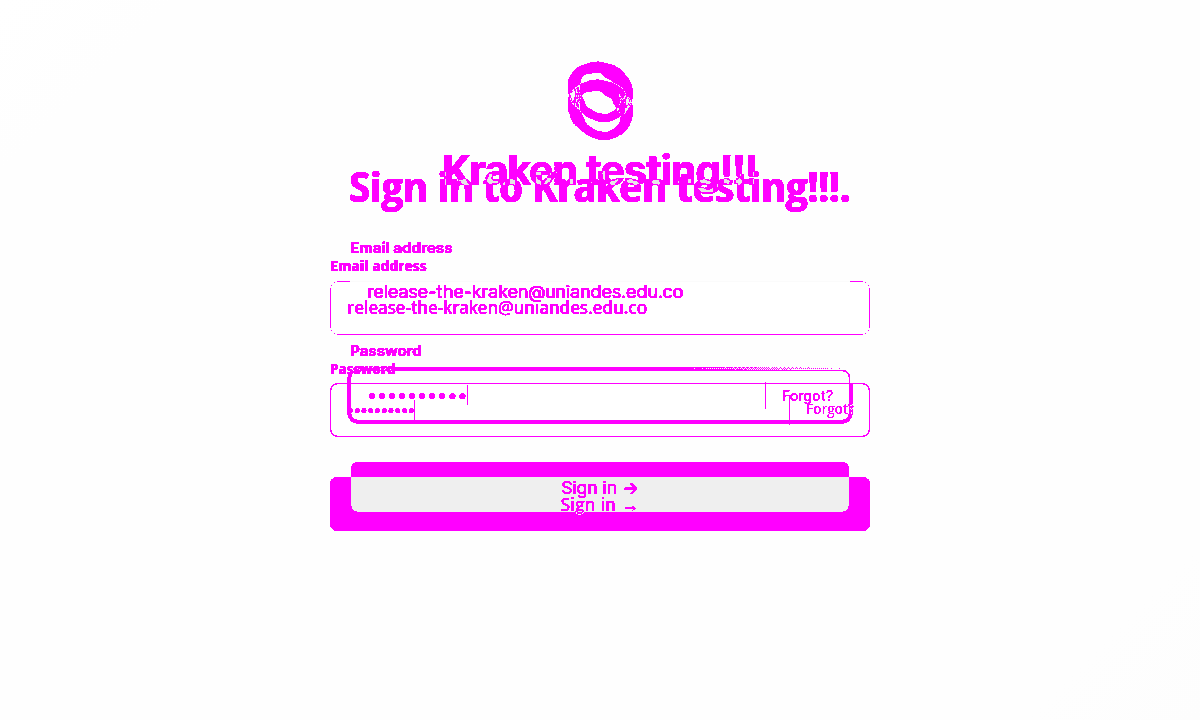 Kraken testing!!!
Sign in to Kraken testing!!!.
Email address
Email address
release-the-kraken@uniandes.edu.co
release-the-kraken@uniandes.edu.co
Password
Password
●●●●●●●●●● Forgot?
●●●●●●●●●● Forgot?
Sign in →
Sign in →